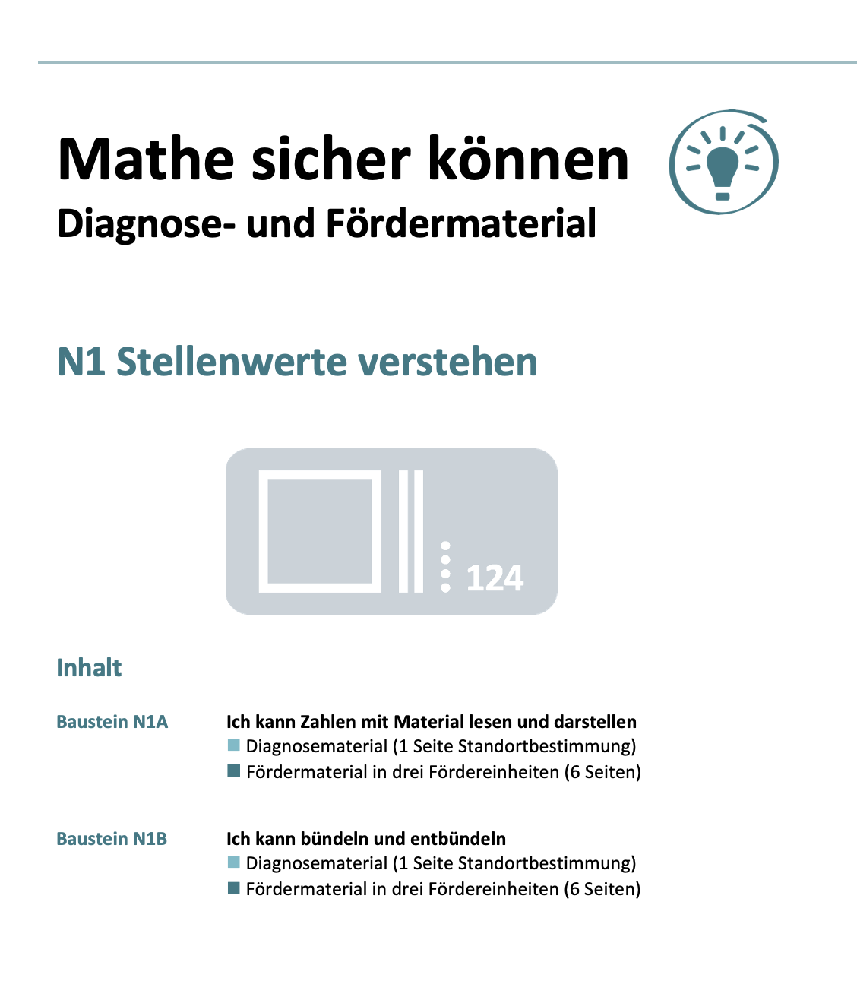 Mathe sicher können
Diagnose- und Fördermaterial
N1 Stellenwerte verstehen
124
Inhalt
Baustein N1A
Ich kann Zahlen mit Material lesen und darstellen
Diagnosematerial (1 Seite Standortbestimmung)
Fördermaterial in drei Fördereinheiten (6 Seiten)
Baustein N1B
Ich kann bündeln und entbündeln
Diagnosematerial (1 Seite Standortbestimmung)
Fördermaterial in drei Fördereinheiten (6 Seiten)